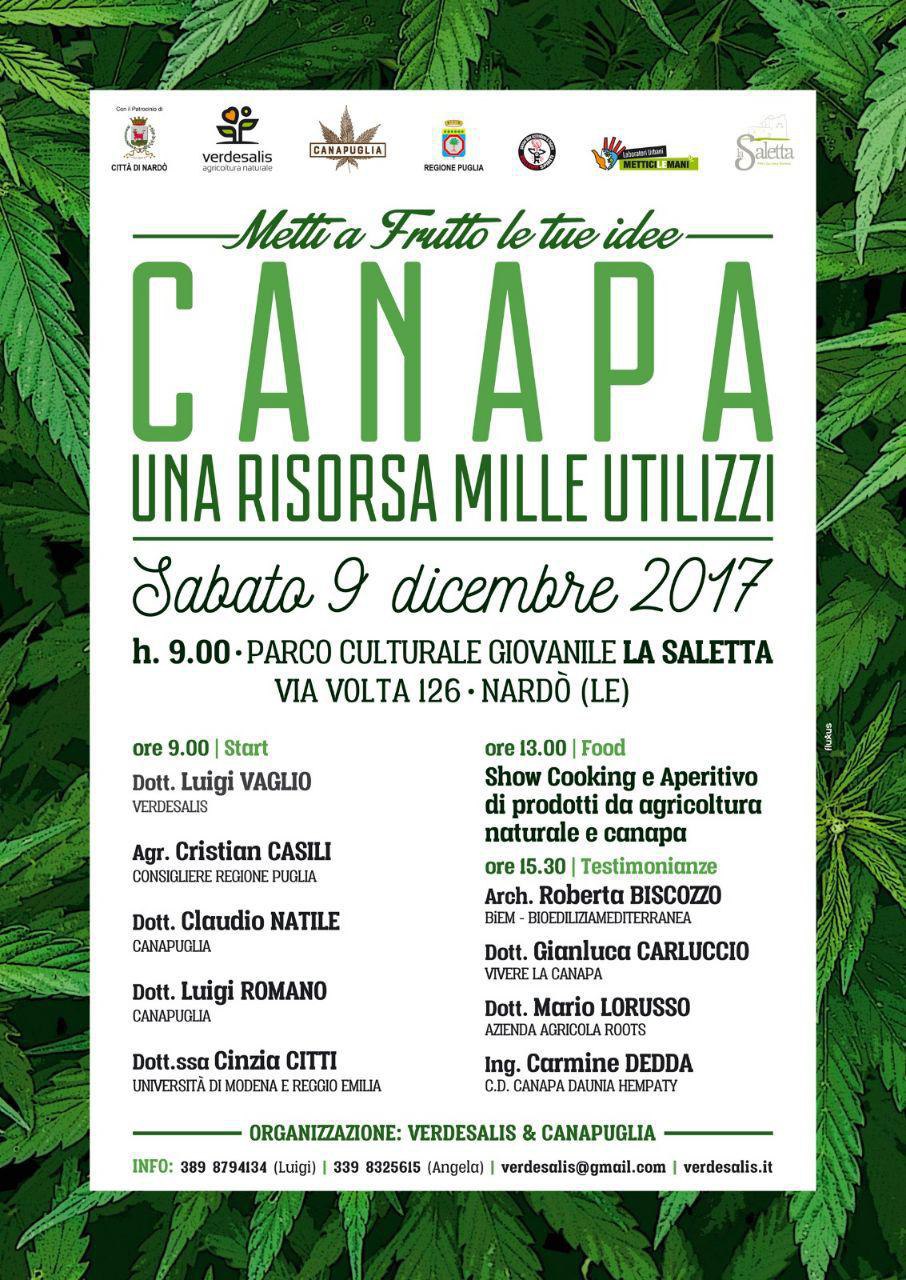 Con il Patrocinio di
CITTÀ DI NARDÒ
verdesalis
agricoltura naturale
CANAPUGLIA
REGIONE PUGLIA
Laboratori Urbani
METTICI LE MANI
la Saletta
Metti a Frutto le tue idee
CANAPA
UNA RISORSA MILLE UTILIZZI
Sabato 9 dicembre 2017
h. 9.00 • PARCO CULTURALE GIOVANILE LA SALETTA
VIA VOLTA 126 • NARDÒ (LE)
ore 9.00 | Start
Dott. Luigi VAGLIO
VERDESALIS
Agr. Cristian CASILI
CONSIGLIERE REGIONE PUGLIA
Dott. Claudio NATILE
CANAPUGLIA
Dott. Luigi ROMANO
CANAPUGLIA
Dott.ssa Cinzia CITTI
UNIVERSITÀ DI MODENA E REGGIO EMILIA
ore 13.00 | Food
Show Cooking e Aperitivo
di prodotti da agricoltura
naturale e canapa
ore 15.30 | Testimonianze
Arch. Roberta BISCOZZO
BiEM - BIOEDILIZIAMEDITERRANEA
Dott. Gianluca CARLUCCIO
VIVERE LA CANAPA
Dott. Mario LORUSSO
AZIENDA AGRICOLA ROOTS
Ing. Carmine DEDDA
C.D. CANAPA DAUNIA HEMPATY
ORGANIZZAZIONE: VERDESALIS & CANAPUGLIA
INFO: 389 8794134 (Luigi) | 339 8325615 (Angela) | verdesalis@gmail.com | verdesalis.it
fluxus